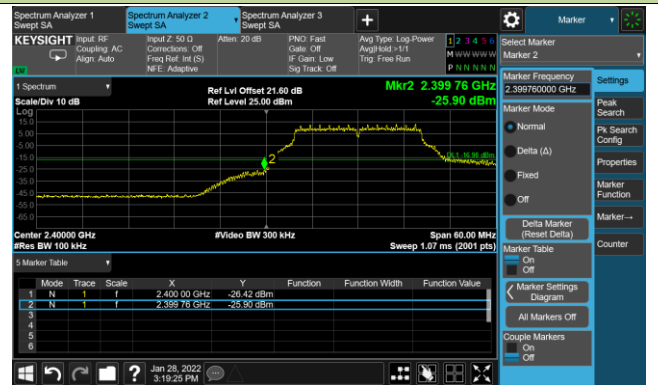 Spectrum Analyzer 1
Swept SA
Spectrum Analyzer 2
Swept SA
Spectrum Analyzer 3
Swept SA
+
Marker
KEYSIGHT
Input: RF
Coupling: AC
Align: Auto
Input Z: 50 Ω
Corrections: Off
Freq Ref: Int (S)
NFE: Adaptive
Atten: 20 dB
PNO: Fast
Gate: Off
IF Gain: Low
Sig Track: Off
Avg Type: Log-Power
Avg|Hold:>1/1
Trig: Free Run
1 2 3 4 5 6
M W W W W W
P N N N N N
Select Marker
Marker 2
LW
1 Spectrum
Scale/Div 10 dB
Log
Ref Lvl Offset 21.60 dB
Ref Level 25.00 dBm
Mkr2 2.399 76 GHz
-25.90 dBm
15.0
5.00
-5.00
-15.0
-25.0
-35.0
-45.0
-55.0
-65.0
2
DL1 -16.96 dBm
Center 2.40000 GHz
#Res BW 100 kHz
#Video BW 300 kHz
Span 60.00 MHz
Sweep 1.07 ms (2001 pts)
5 Marker Table
Mode Trace Scale X Y Function Function Width Function Value
1 N 1 f 2.400 00 GHz -26.42 dBm
2 N 1 f 2.399 76 GHz -25.90 dBm
3
4
5
6
Marker Frequency
2.399760000 GHz
Marker Mode
Normal
Delta (Δ)
Fixed
Off
Delta Marker
(Reset Delta)
Marker Table
On
Off
Marker Settings
Diagram
All Markers Off
Couple Markers
On
Off
Settings
Peak
Search
Pk Search
Config
Properties
Marker
Function
Marker→
Counter
?
Jan 28, 2022
3:19:25 PM